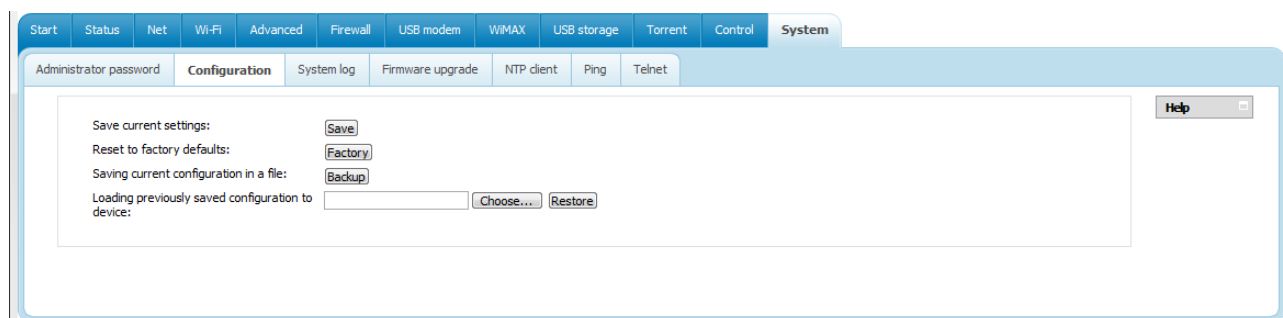 Start Status Net Wi-Fi Advanced Firewall USB modem WiMAX USB storage Torrent Control System
Administrator password Configuration System log Firmware upgrade NTP client Ping Telnet
Help
Save current settings: Save
Reset to factory defaults: Factory
Saving current configuration in a file: Backup
Loading previously saved configuration to
device: Choose... Restore